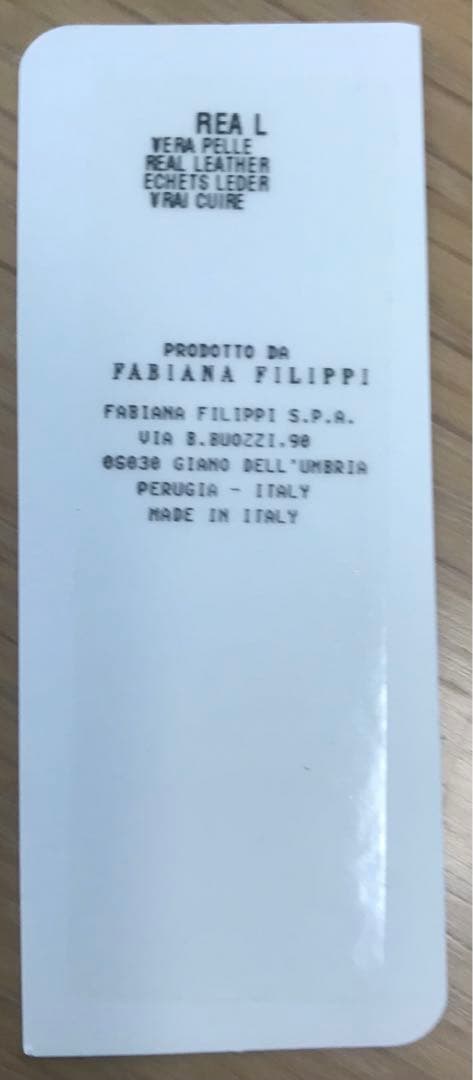 REA L
VERA PELLE
REAL LEATHER
ECHETS LEDER
VRAI CUIRE
PRODOTTO DA
FABIANA FILIPPI
FABIANA FILIPPI S.P.A.
VIA B.BUOZZI.90
06030 GIANO DELL'UMBRIA
PERUGIA - ITALY
MADE IN ITALY